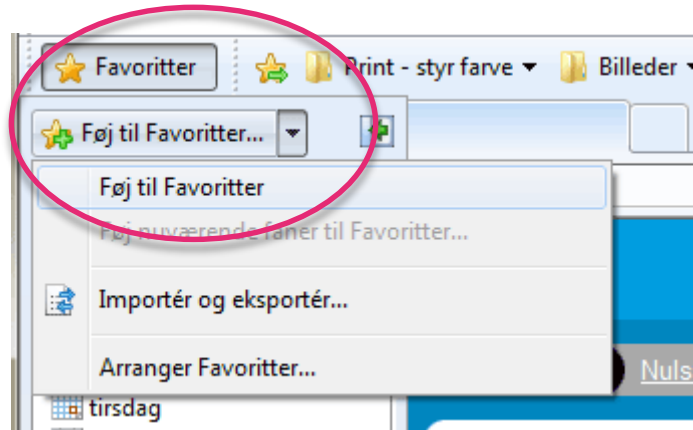 Favoritter Print - styr farve Billeder
Føj til Favoritter...
Føj til Favoritter
Føj nuværende faner til Favoritter...
Importér og eksportér...
Arranger Favoritter...
Nuls
tirsdag